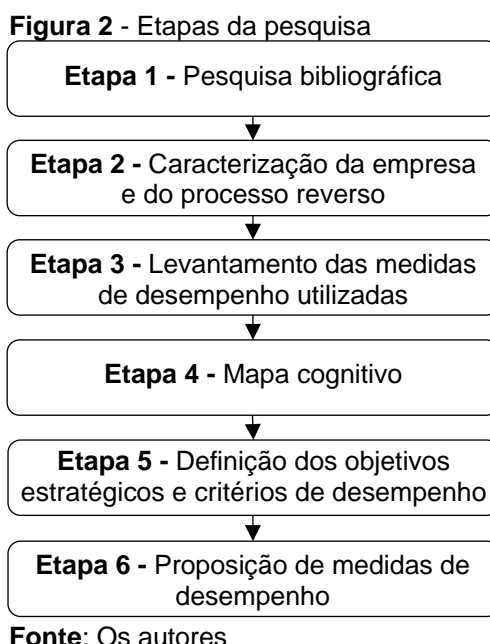 Figura 2 - Etapas da pesquisa
Etapa 1 - Pesquisa bibliográfica
Etapa 2 - Caracterização da empresa
e do processo reverso
Etapa 3 - Levantamento das medidas
de desempenho utilizadas
Etapa 4 - Mapa cognitivo
Etapa 5 - Definição dos objetivos
estratégicos e critérios de desempenho
Etapa 6 - Proposição de medidas de
desempenho
Fonte: Os autores